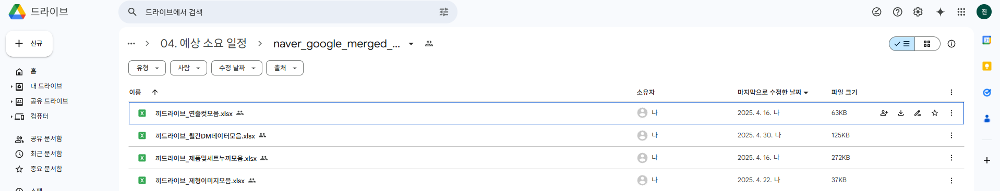 드라이브
드라이브에서 검색
진
신규
홈
내 드라이브
공유 드라이브
컴퓨터
공유 문서함
최근 문서함
중요 문서함
04. 예상 소요 일정
naver_google_merged_...
유형 사람 수정 날짜 출처
이름 소유자 마지막으로 수정한 날짜 파일 크기
끼드라이브_연출컷모음.xlsx 나 2025. 4. 16. 나 63KB
끼드라이브_월간DM데이터모음.xlsx 나 2025. 4. 30. 나 125KB
끼드라이브_제품및세트누끼모음.xlsx 나 2025. 4. 16. 나 272KB
끼드라이브_제형이미지모음.xlsx 나 2025. 4. 22. 나 37KB
31